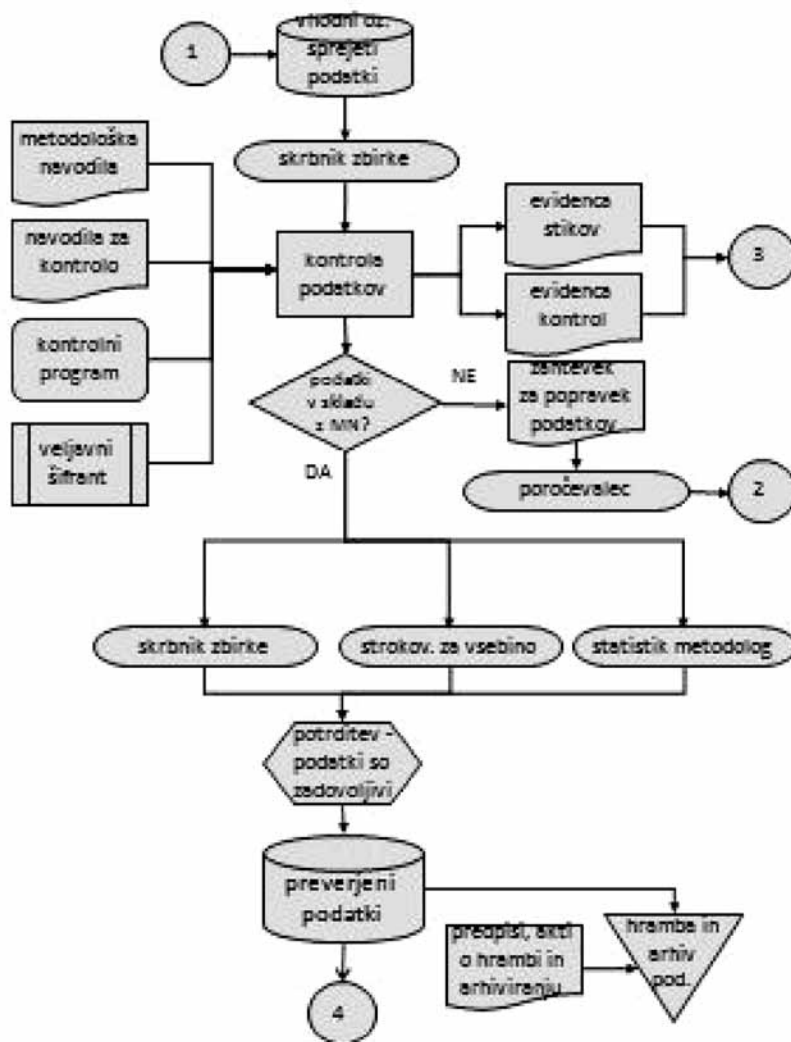 1
vhodni oz.
sprejeti
podatki
skrbnik zbirke
metodološka
navodila
navodila za
kontrolo
kontrolni
program
veljavni
šifrant
kontrola
podatkov
evidenca
stikov
evidenca
kontrol
3
podatki
v skladu
z MN?
NE
DA
zahtevek
za popravek
podatkov
poročevalec
2
skrbnik zbirke
strokov. za vsebino
statistik metodolog
potrditev -
podatki so
zadovoljivi
preverjeni
podatki
predpisi, akti
o hrambi in
arhiviranju
hramba in
arhiv
pod.
4